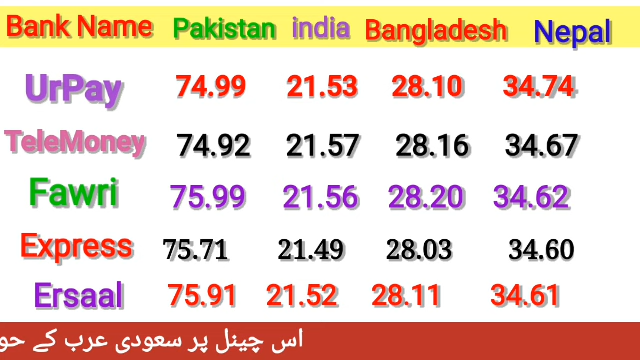 Bank Name Pakistan india Bangladesh Nepal
UrPay 74.99 21.53 28.10 34.74
TeleMoney 74.92 21.57 28.16 34.67
Fawri 75.99 21.56 28.20 34.62
Express 75.71 21.49 28.03 34.60
Ersaal 75.91 21.52 28.11 34.61
اس چینل پر سعودی عرب کے